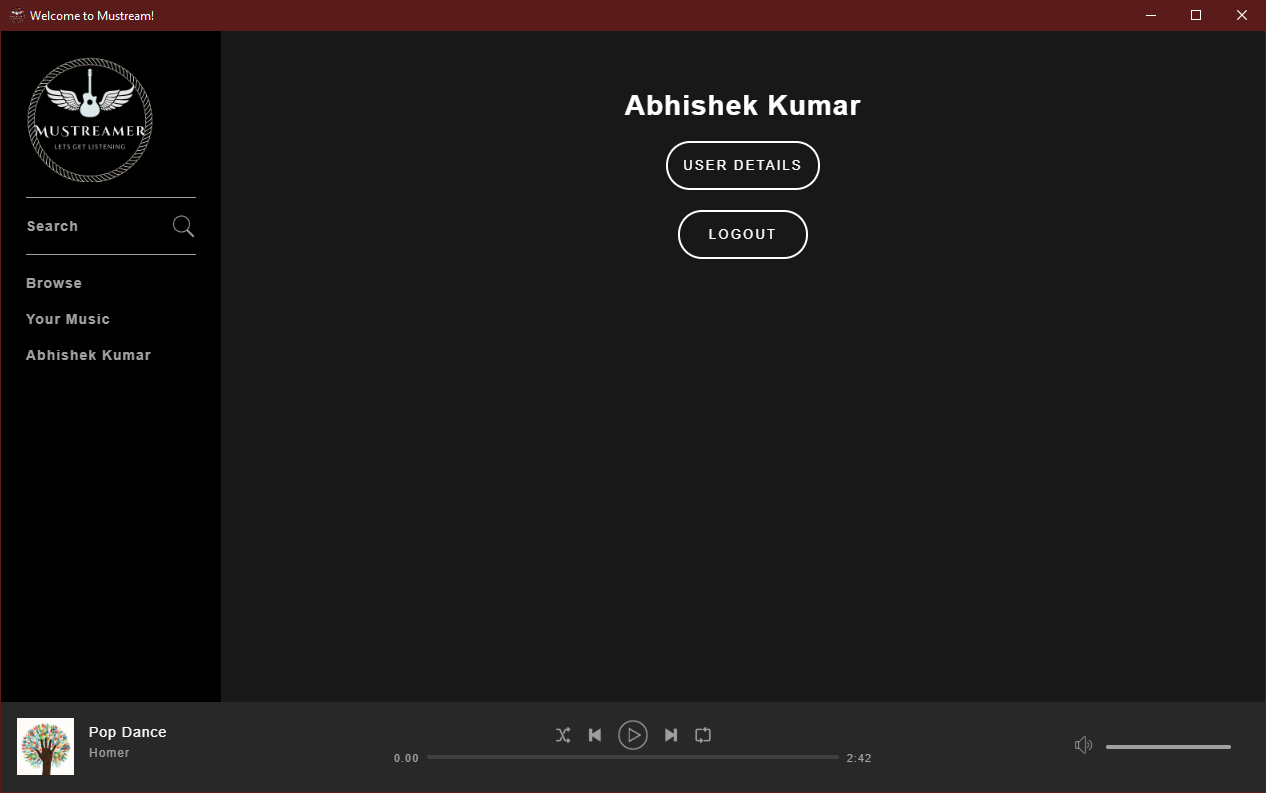 Welcome to Mustream!
MUSTREAMER
LETS GET LISTENING
Search
Browse
Your Music
Abhishek Kumar
Abhishek Kumar
USER DETAILS
LOGOUT
Pop Dance
Homer
0.00
2:42